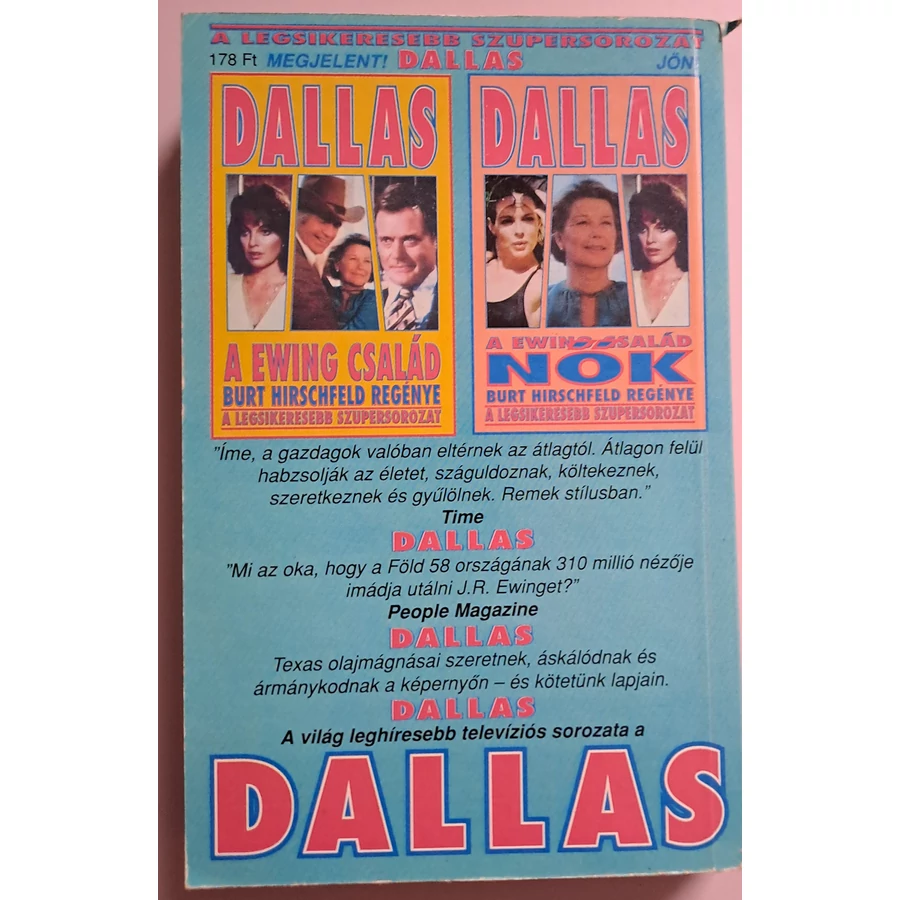 A LEGSIKERESEBB SZUPERSOROZAT
178 Ft MEGJELENT! DALLAS JÖN!
DALLAS
A EWING CSALÁD
BURT HIRSCHFELD REGÉNYE
A LEGSIKERESEBB SZUPERSOROZAT
DALLAS
A EWING CSALÁD
NŐK
BURT HIRSCHFELD REGÉNYE
A LEGSIKERESEBB SZUPERSOROZAT
"Íme, a gazdagok valóban eltérnek az átlagtól. Átlagon felül
habzsolják az életet, száguldoznak, költekeznek,
szeretkeznek és gyűlölnek. Remek stílusban."
Time
DALLAS
"Mi az oka, hogy a Föld 58 országának 310 millió nézője
imádja utálni J.R. Ewinget?"
People Magazine
DALLAS
Texas olajmágnásai szeretnek, áskálódnak és
ármánykodnak a képernyőn – és kötetünk lapjain.
DALLAS
A világ leghíresebb televíziós sorozata a
DALLAS